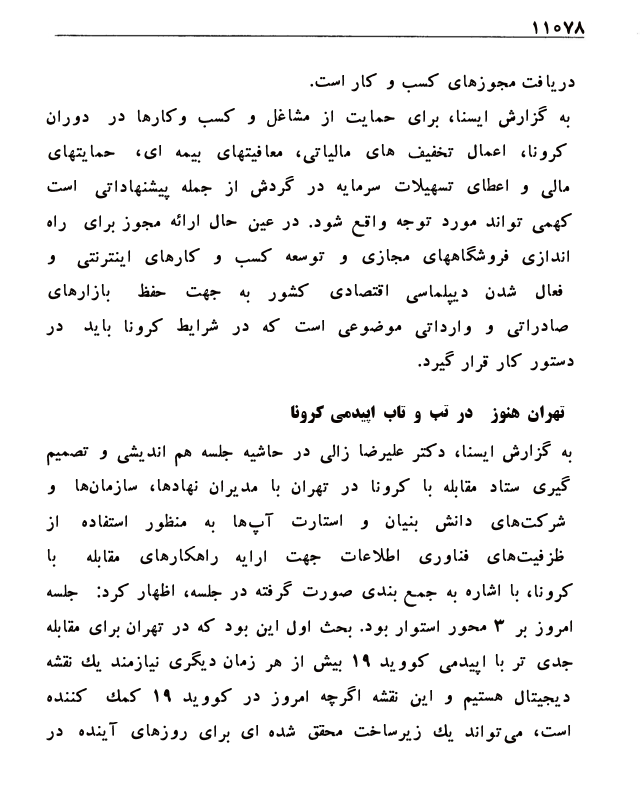 ۱۱۰۷۸
دریافت مجوزهای کسب و کار است.
به گزارش ایسنا، برای حمایت از مشاغل و کسب وکارها در دوران
کرونا، اعمال تخفیف های مالیاتی، معافیتهای بیمه ای، حمایتهای
مالی و اعطای تسهیلات سرمایه در گردش از جمله پیشنهاداتی است
کهمی تواند مورد توجه واقع شود. در عین حال ارائه مجوز برای راه
اندازی فروشگاههای مجازی و توسعه کسب و کارهای اینترنتی و
فعال شدن دیپلماسی اقتصادی کشور به جهت حفظ بازارهای
صادراتی و وارداتی موضوعی است که در شرایط کرونا باید در
دستور کار قرار گیرد.
تهران هنوز در تب و تاب اپیدمی کرونا
به گزارش ایسنا، دکتر علیرضا زالی در حاشیه جلسه هم اندیشی و تصمیم
گیری ستاد مقابله با کرونا در تهران با مدیران نهادها، سازمان‌ها و
شرکت‌های دانش بنیان و استارت آپ‌ها به منظور استفاده از
ظرفیت‌های فناوری اطلاعات جهت ارایه راهکارهای مقابله با
کرونا، با اشاره به جمع بندی صورت گرفته در جلسه، اظهار کرد: جلسه
امروز بر ۳ محور استوار بود. بحث اول این بود که در تهران برای مقابله
جدی تر با اپیدمی کووید ۱۹ بیش از هر زمان دیگری نیازمند یك نقشه
دیجیتال هستیم و این نقشه اگرچه امروز در کووید ۱۹ کمك کننده
است، می‌تواند یك زیرساخت محقق شده ای برای روزهای آینده در